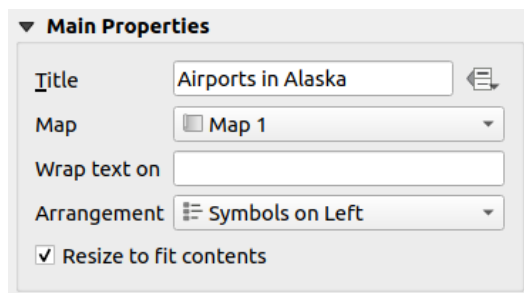 Main Properties
Title Airports in Alaska
Map Map 1
Wrap text on
Arrangement Symbols on Left
Resize to fit contents